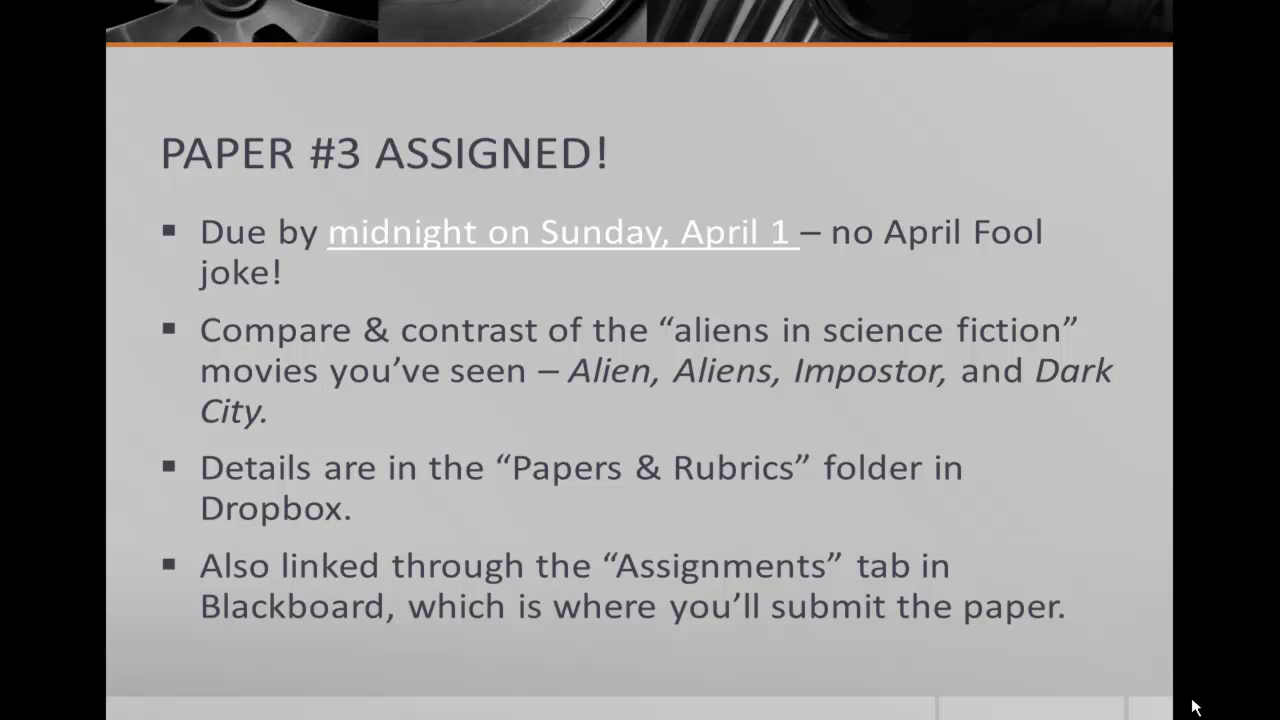 PAPER #3 ASSIGNED!
▪ Due by midnight on Sunday, April 1 – no April Fool
joke!
▪ Compare & contrast of the “aliens in science fiction”
movies you’ve seen – Alien, Aliens, Impostor, and Dark
City.
▪ Details are in the “Papers & Rubrics” folder in
Dropbox.
▪ Also linked through the “Assignments” tab in
Blackboard, which is where you’ll submit the paper.